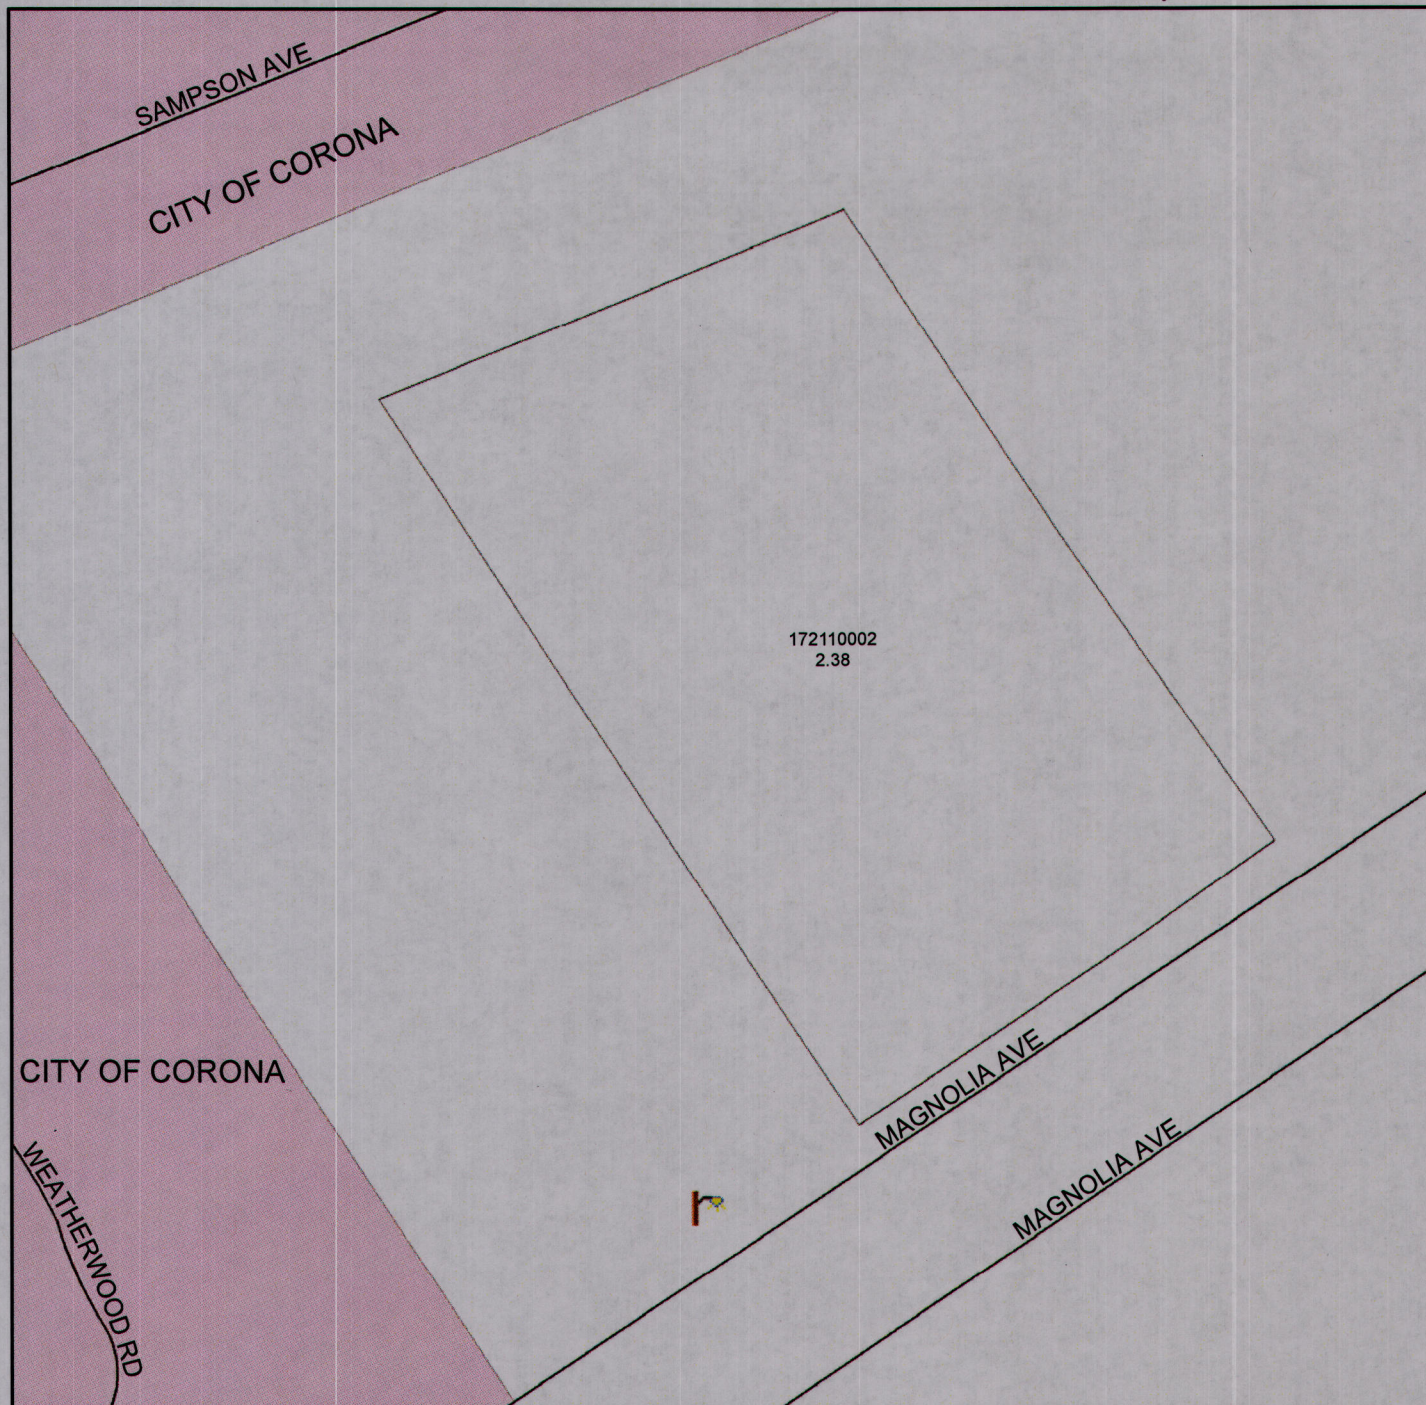 SAMPSON AVE
CITY OF CORONA
172110002
2.38
CITY OF CORONA
MAGNOLIA AVE
MAGNOLIA AVE
WEATHERWOOD RD